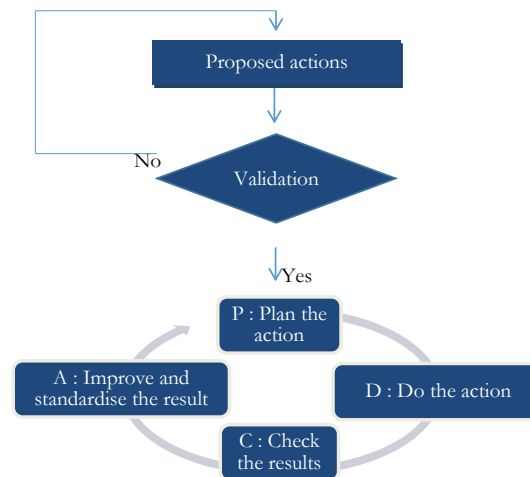 Proposed actions
No
Validation
Yes
P : Plan the
action
A : Improve and
standardise the result
D : Do the action
C : Check
the results